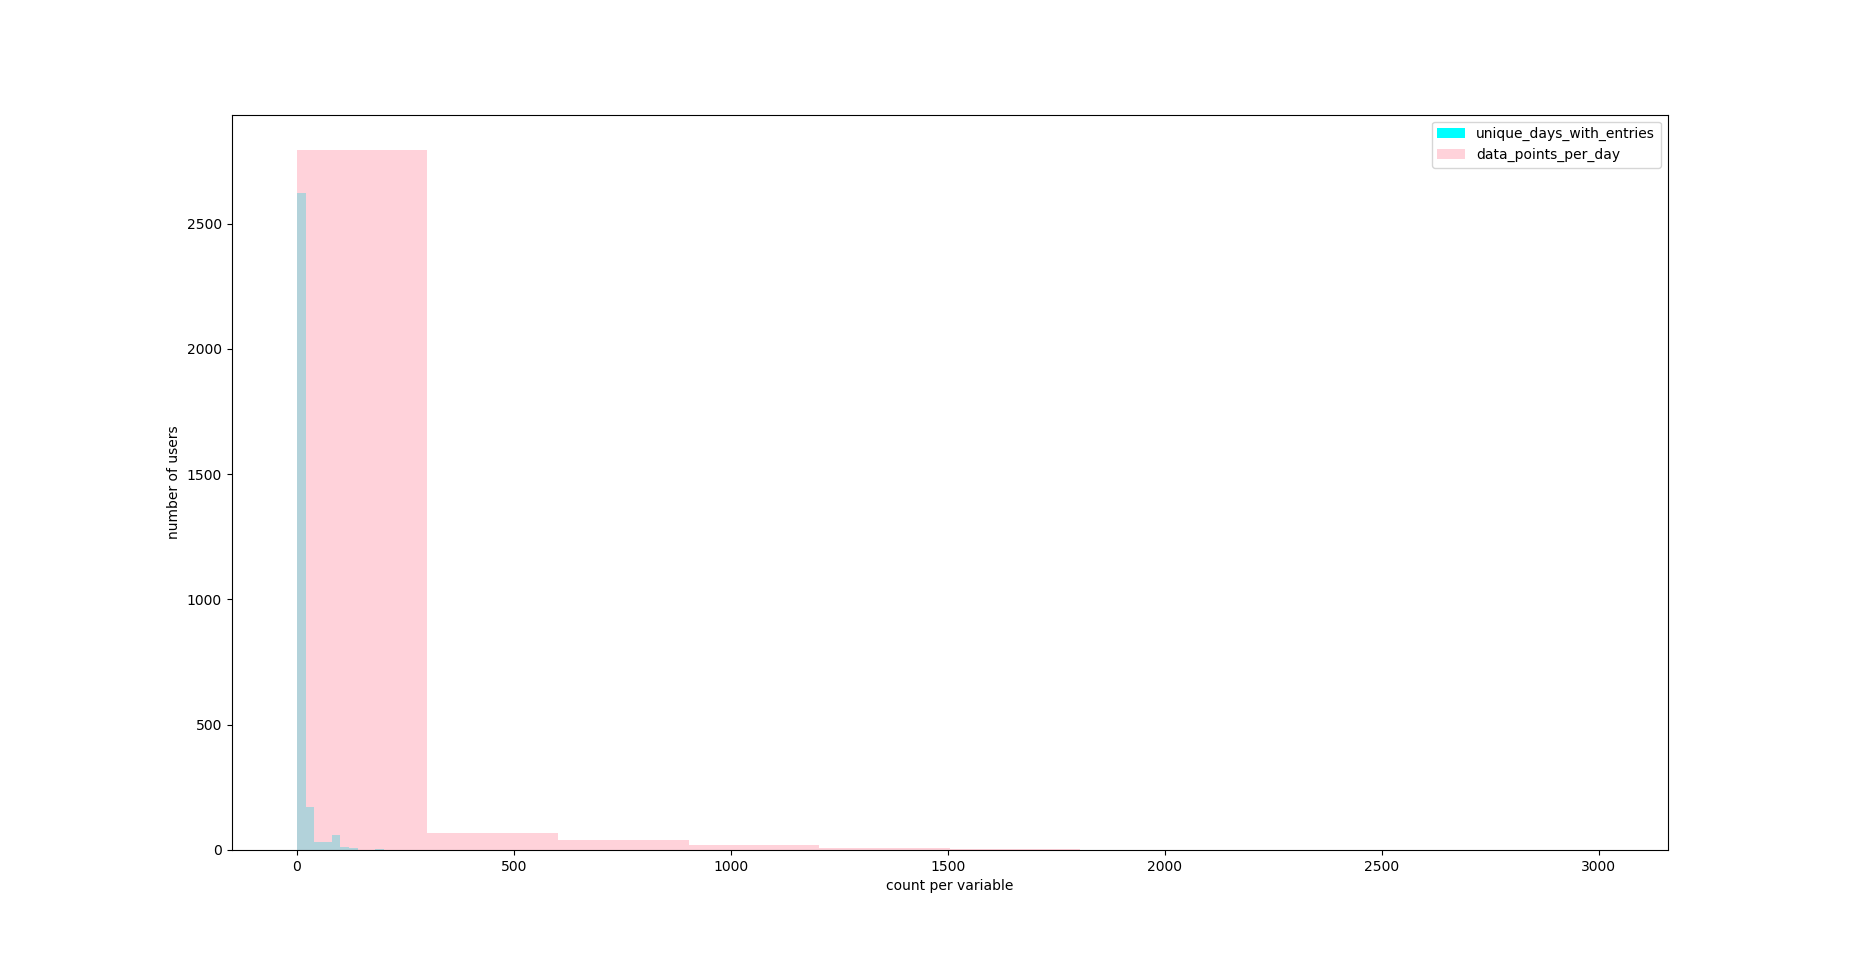 unique_days_with_entries
data_points_per_day
2500
2000
1500
1000
500
0
number of users
0 500 1000 1500 2000 2500 3000
count per variable